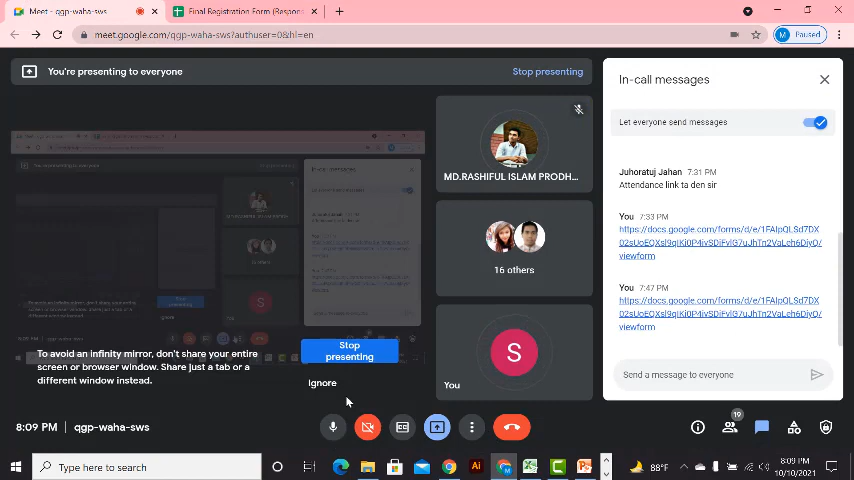 Meet - qgp-waha-sws
Final Registration Form (Respons
meet.google.com/qgp-waha-sws?authuser=0&hl=en
M
Paused
You're presenting to everyone
Stop presenting
To avoid an infinity mirror, don't share your entire
screen or browser window. Share just a tab or a
different window instead.
Stop
presenting
Ignore
MD.RASHIFUL ISLAM PRODH...
16 others
S
You
In-call messages
Let everyone send messages
Juhoratuj Jahan 7:31 PM
Attendance link ta den sir
You 7:33 PM
https://docs.google.com/forms/d/e/1FAIpQLSd7DX
02sUoEQXsl9qIKi0P4ivSDiFvlG7uJhTn2VaLeh6DiyQ/
viewform
You 7:47 PM
https://docs.google.com/forms/d/e/1FAIpQLSd7DX
02sUoEQXsl9qIKi0P4ivSDiFvlG7uJhTn2VaLeh6DiyQ/
viewform
Send a message to everyone
8:09 PM qgp-waha-sws
19
Type here to search
Ai
88°F
8:09 PM
10/10/2021